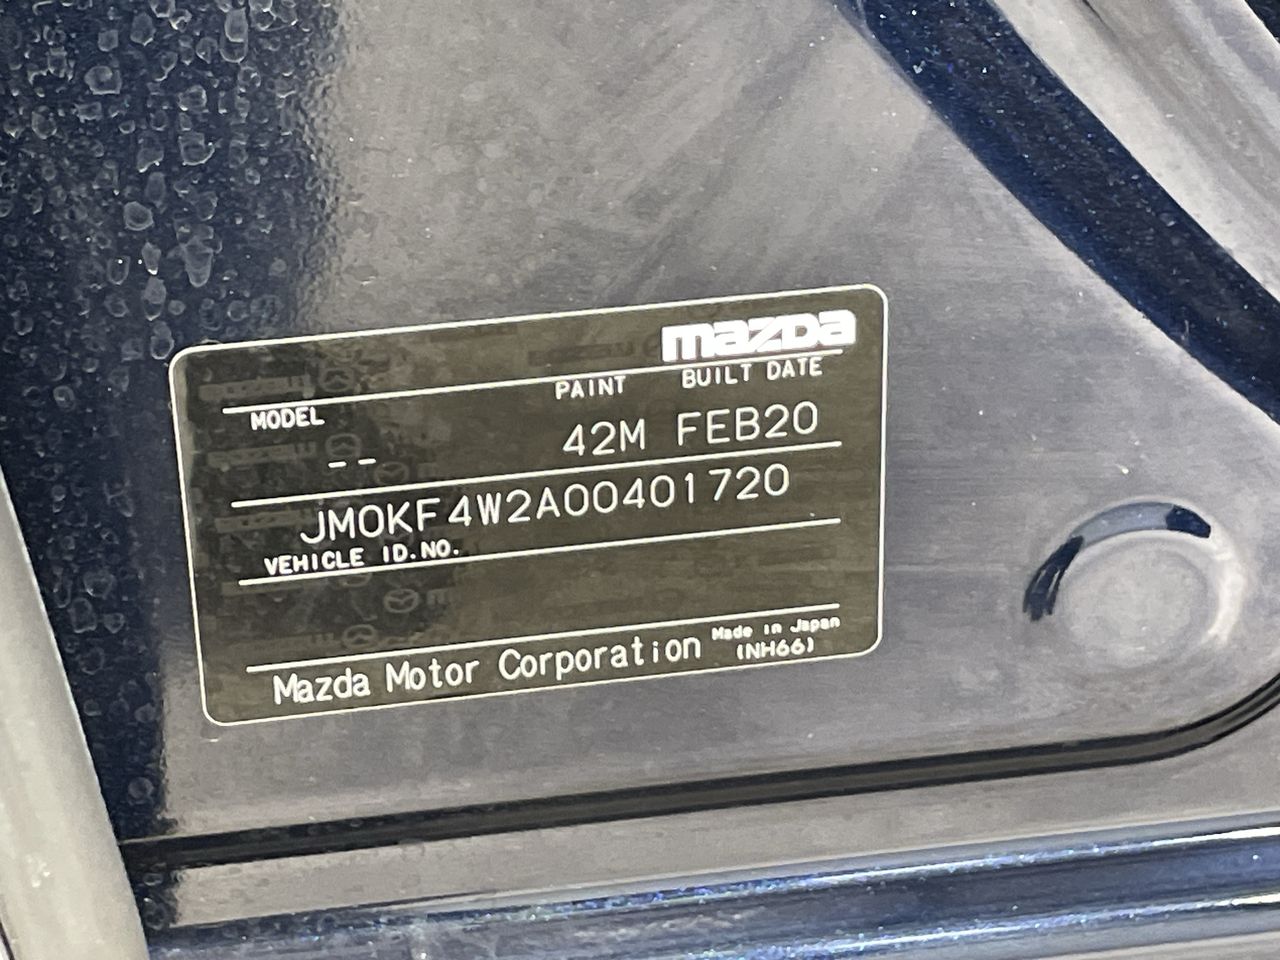 mazda
MODEL PAINT BUILT DATE
-- 42M FEB20
JM0KF4W2A00401720
VEHICLE ID.NO.
Mazda Motor Corporation Made in Japan
(NH66)